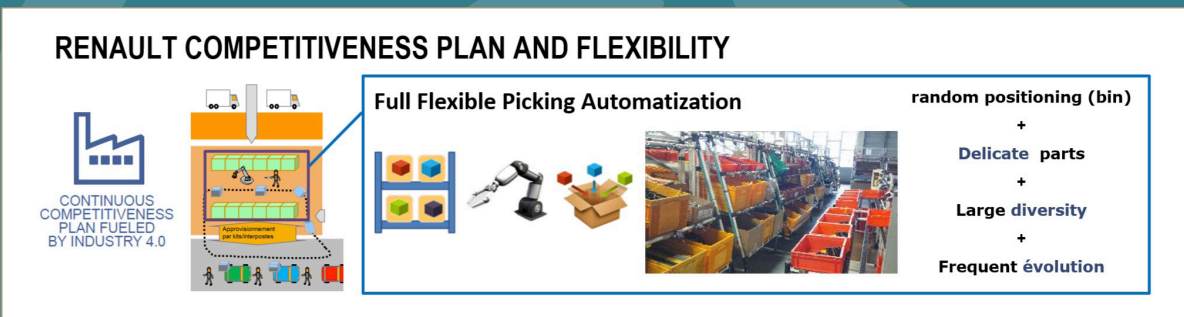 RENAULT COMPETITIVENESS PLAN AND FLEXIBILITY
CONTINUOUS
COMPETITIVENESS
PLAN FUELED
BY INDUSTRY 4.0
Approvisionnement
par kits/interpostes
Full Flexible Picking Automatization
random positioning (bin)
+
Delicate parts
+
Large diversity
+
Frequent évolution